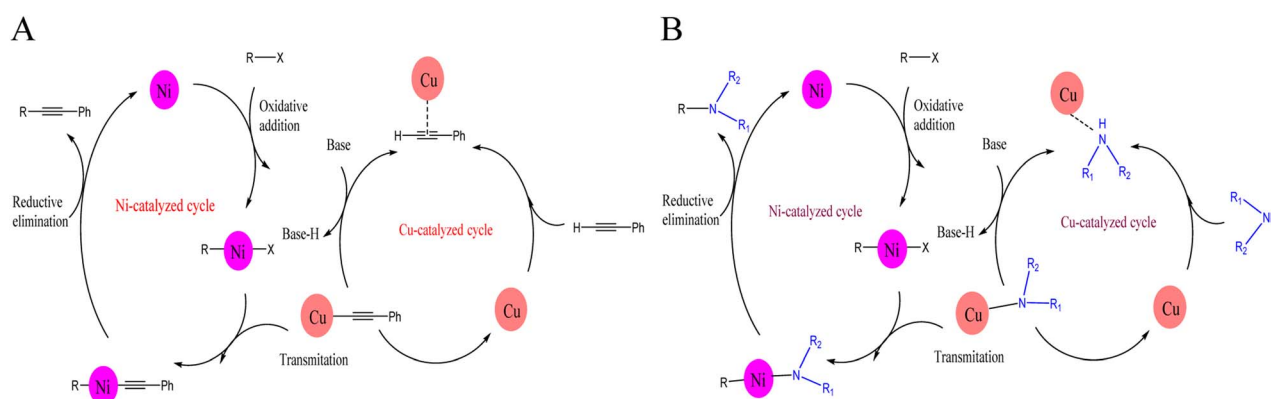 A
R—X
Cu
Ni
R≡Ph
Oxidative
addition
H≡Ph
Base
Reductive
elimination
Ni-catalyzed cycle
Cu-catalyzed cycle
Base-H
H≡Ph
R—Ni—X
Cu≡Ph
Cu
Transmitation
R—Ni≡Ph
B
R—X
R2
R—N
R1
Ni
Cu
Oxidative
addition
H
N
R1 R2
Base
Reductive
elimination
Ni-catalyzed cycle
Cu-catalyzed cycle
Base-H
R1
R2
R—Ni—X
R2
Cu—N
R1
Cu
Transmitation
R2
R—Ni—N
R1